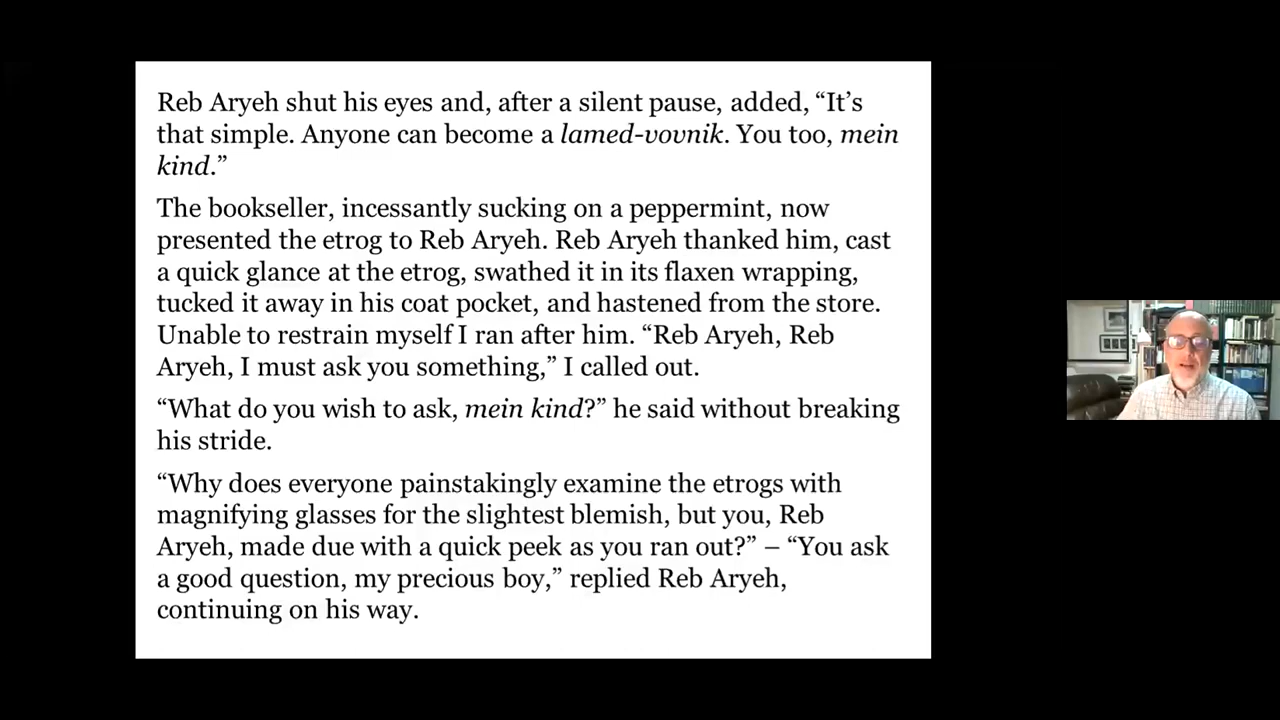 Reb Aryeh shut his eyes and, after a silent pause, added, “It’s
that simple. Anyone can become a lamed-vovnik. You too, mein
kind.”
The bookseller, incessantly sucking on a peppermint, now
presented the etrog to Reb Aryeh. Reb Aryeh thanked him, cast
a quick glance at the etrog, swathed it in its flaxen wrapping,
tucked it away in his coat pocket, and hastened from the store.
Unable to restrain myself I ran after him. “Reb Aryeh, Reb
Aryeh, I must ask you something,” I called out.
“What do you wish to ask, mein kind?” he said without breaking
his stride.
“Why does everyone painstakingly examine the etrogs with
magnifying glasses for the slightest blemish, but you, Reb
Aryeh, made due with a quick peek as you ran out?” – “You ask
a good question, my precious boy,” replied Reb Aryeh,
continuing on his way.